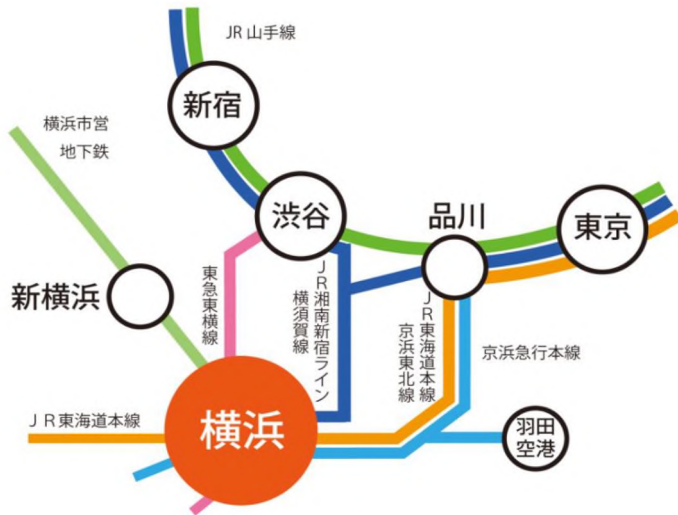 JR山手線
新宿
横浜市営
地下鉄
渋谷
品川
東京
新横浜
東急東横線
JR湘南新宿ライン
横須賀線
JR東海道本線
京浜東北線
京浜急行本線
JR東海道本線
横浜
羽田
空港